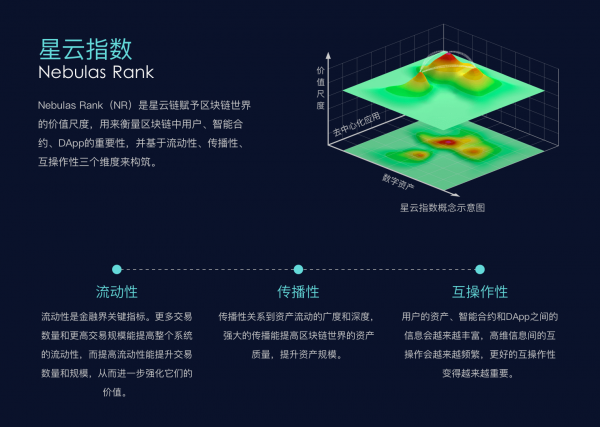 星云指数
Nebulas Rank
Nebulas Rank（NR）是星云链赋予区块链世界
的价值尺度，用来衡量区块链中用户、智能合
约、DApp的重要性，并基于流动性、传播性、
互操作性三个维度来构筑。
价值尺度
去中心化应用
数字资产
星云指数概念示意图
流动性
流动性是金融界关键指标。更多交易
数量和更高交易规模能提高整个系统
的流动性，而提高流动性能提升交易
数量和规模，从而进一步强化它们的
价值。
传播性
传播性关系到资产流动的广度和深度，
强大的传播能提高区块链世界的资产
质量，提升资产规模。
互操作性
用户的资产、智能合约和DApp之间的
信息会越来越丰富，高维信息间的互
操作会越来越频繁，更好的互操作性
变得越来越重要。